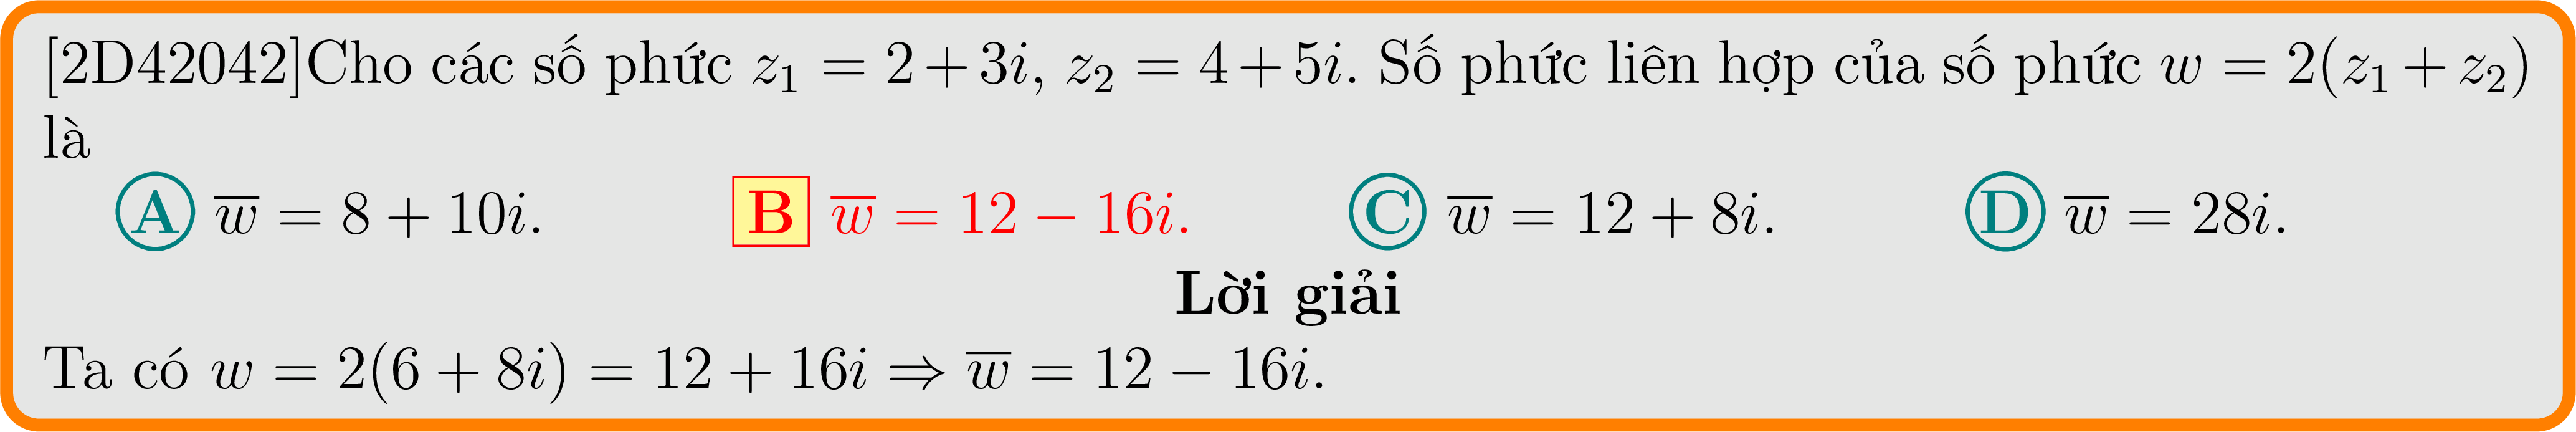 [2D42042]Cho các số phức $z_1 = 2 + 3i$, $z_2 = 4 + 5i$. Số phức liên hợp của số phức $w = 2(z_1 + z_2)$
là
A $\overline{w} = 8 + 10i$. B $\overline{w} = 12 - 16i$. C $\overline{w} = 12 + 8i$. D $\overline{w} = 28i$.
Lời giải
Ta có $w = 2(6 + 8i) = 12 + 16i \Rightarrow \overline{w} = 12 - 16i$.